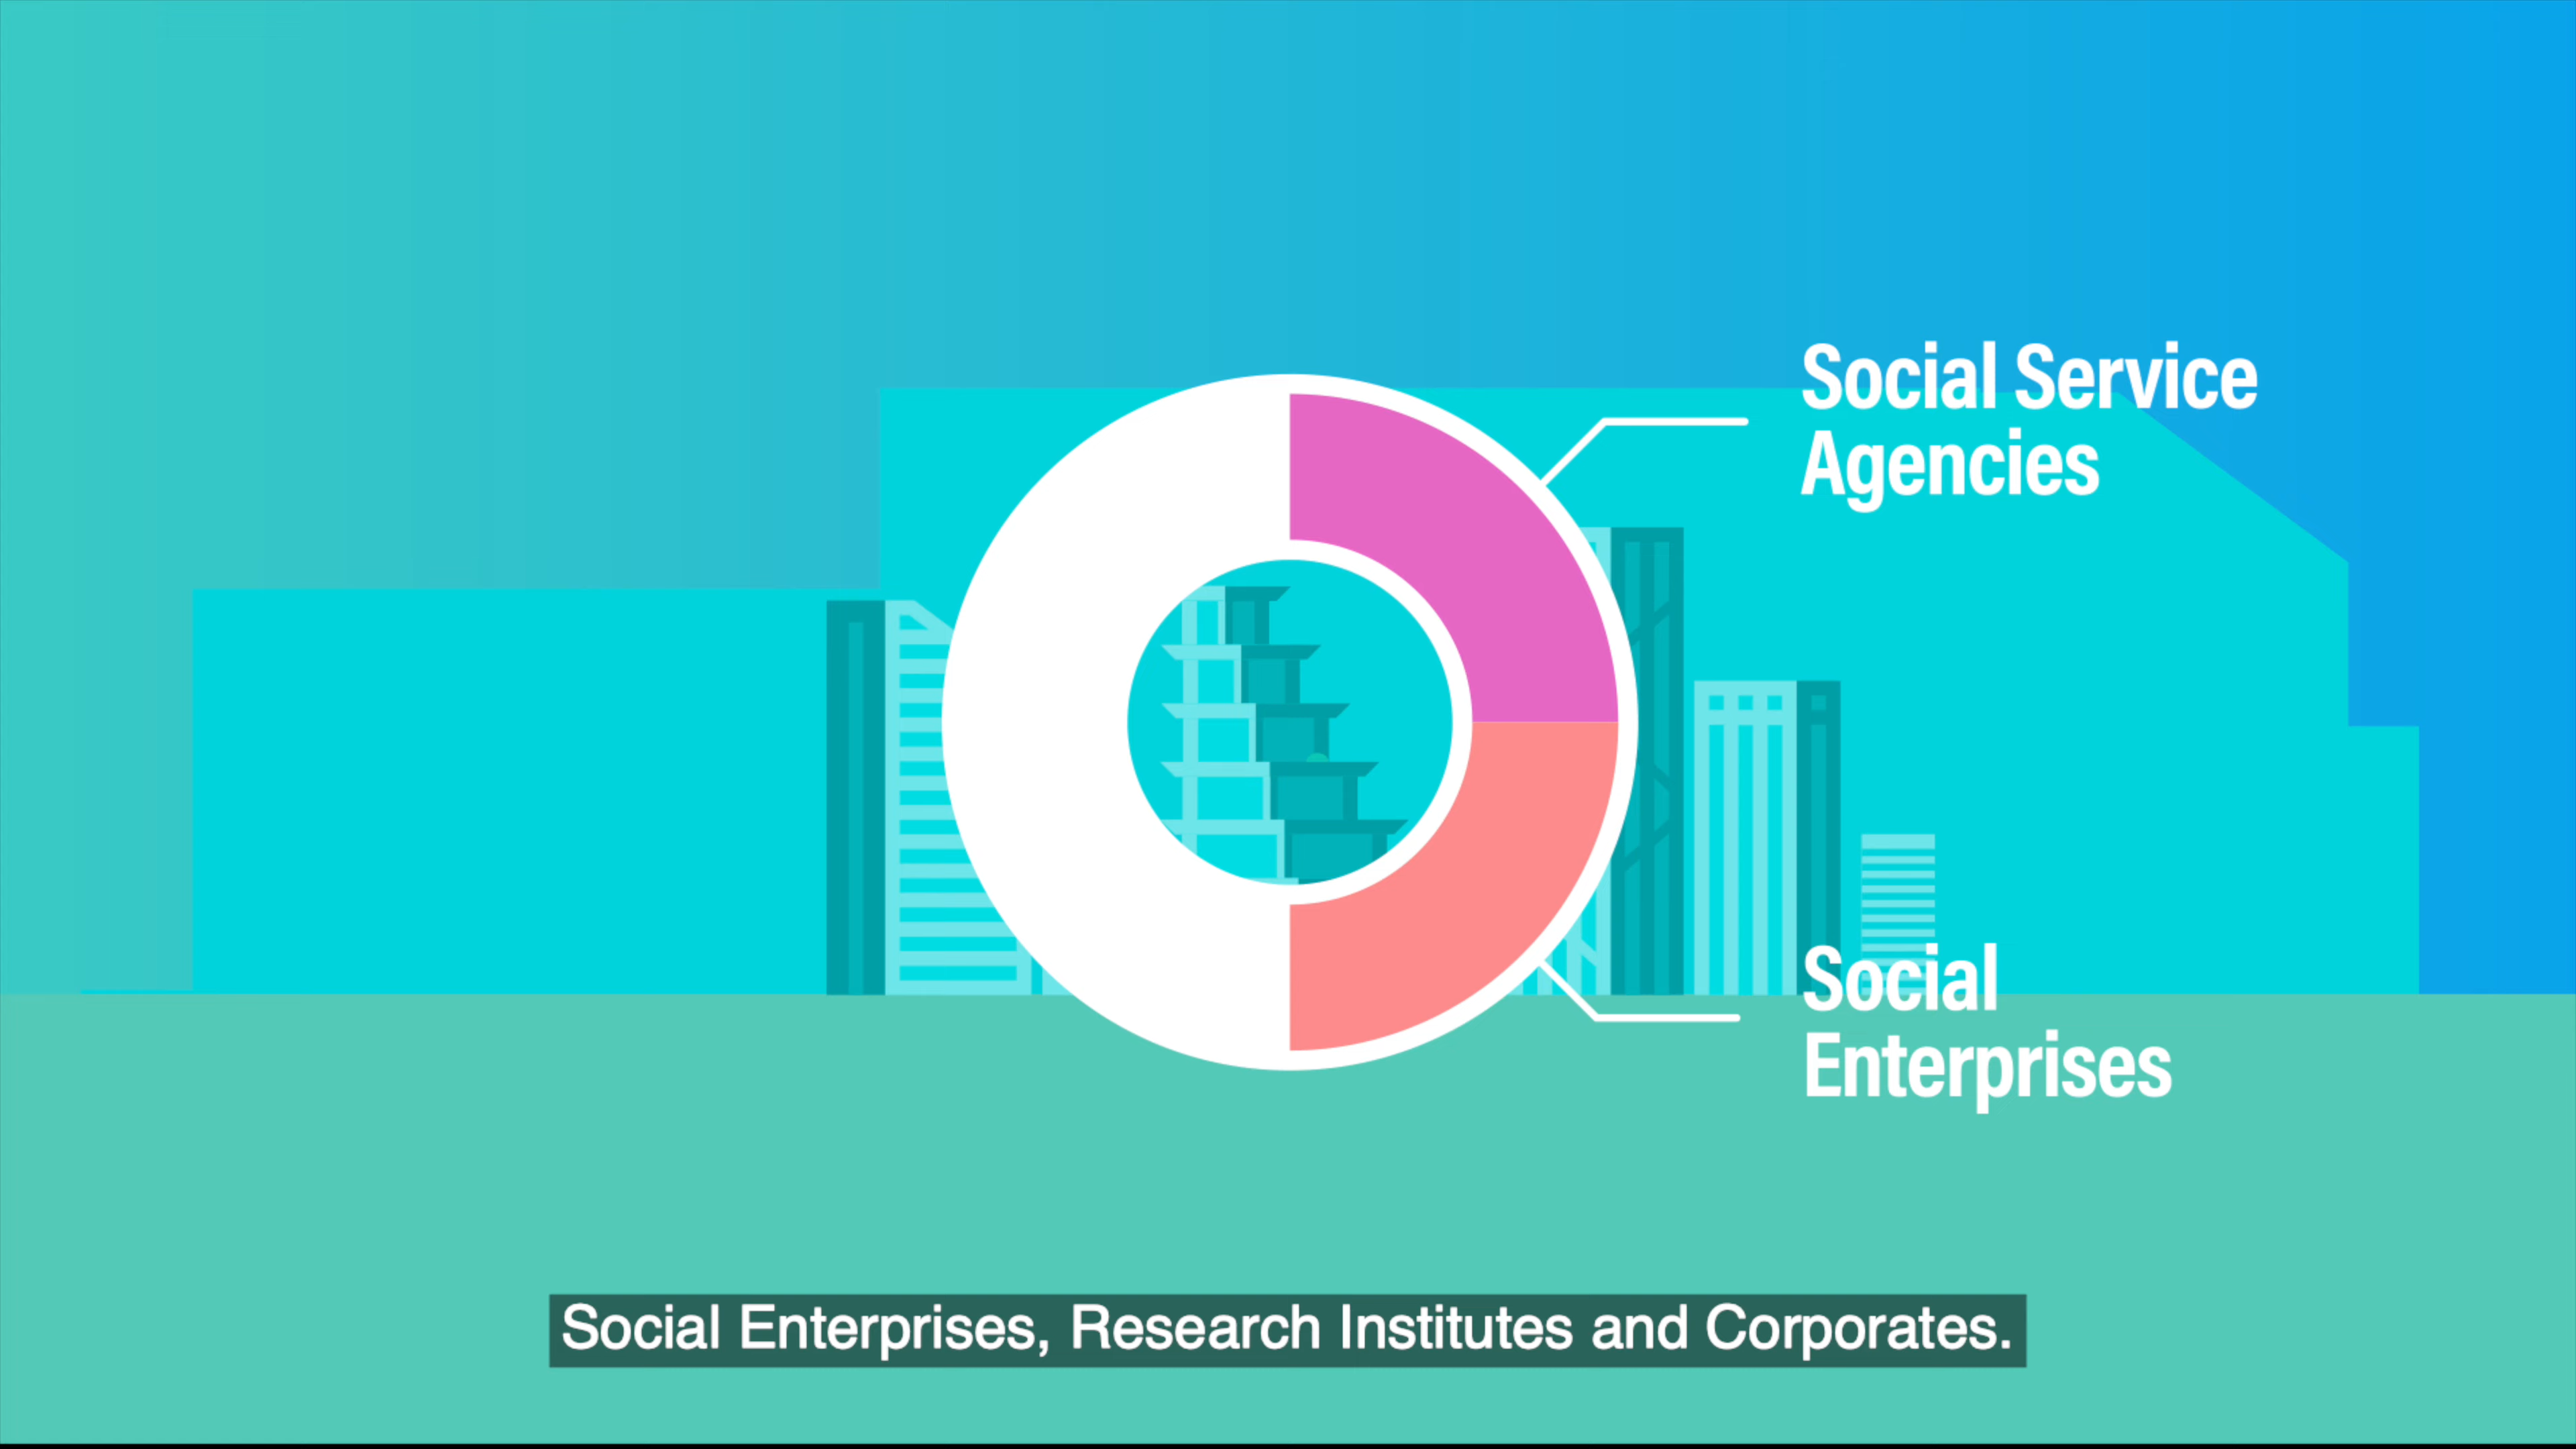 Social Service
Agencies
Social
Enterprises
Social Enterprises, Research Institutes and Corporates.